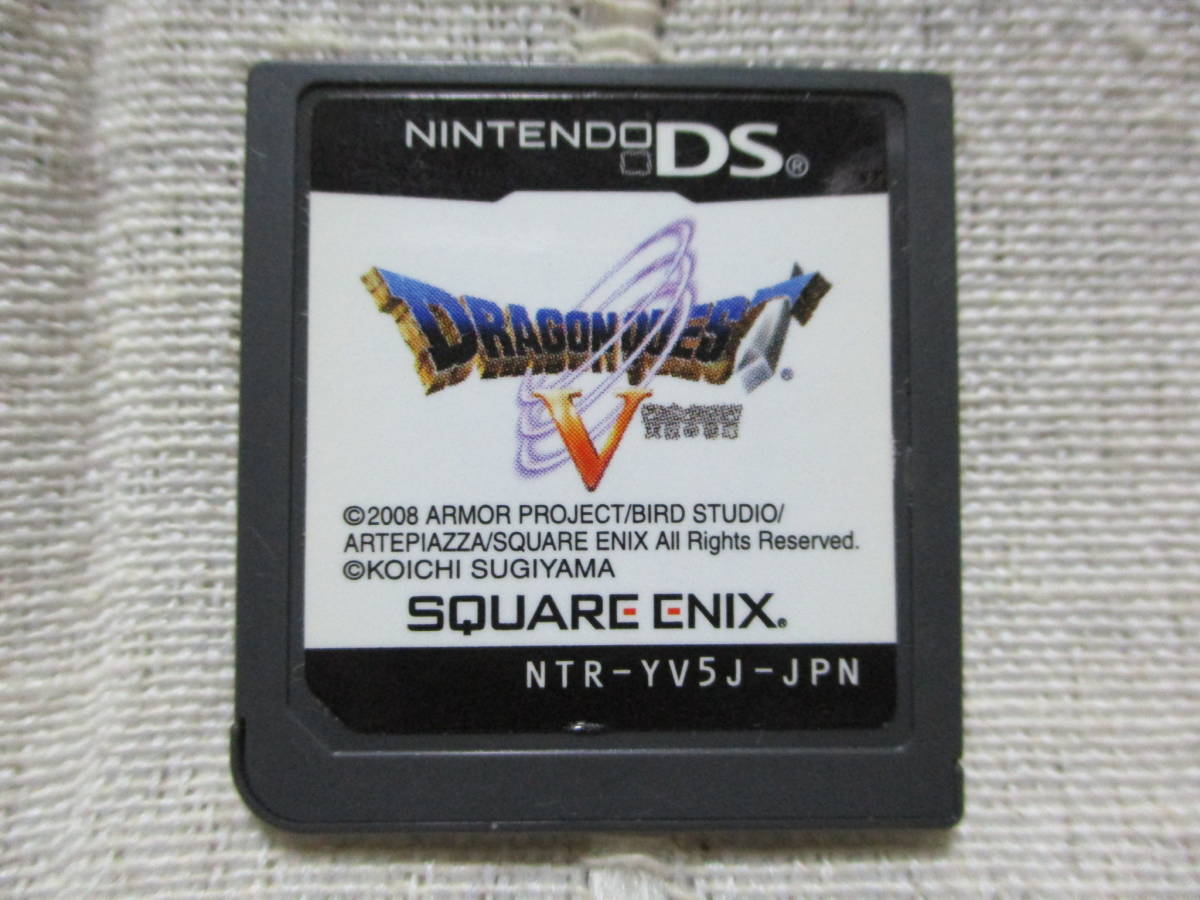 NINTENDO DS®
DRAGON QUEST®
V
©2008 ARMOR PROJECT/BIRD STUDIO/
ARTEPIAZZA/SQUARE ENIX All Rights Reserved.
©KOICHI SUGIYAMA
SQUARE ENIX®
NTR-YV5J-JPN